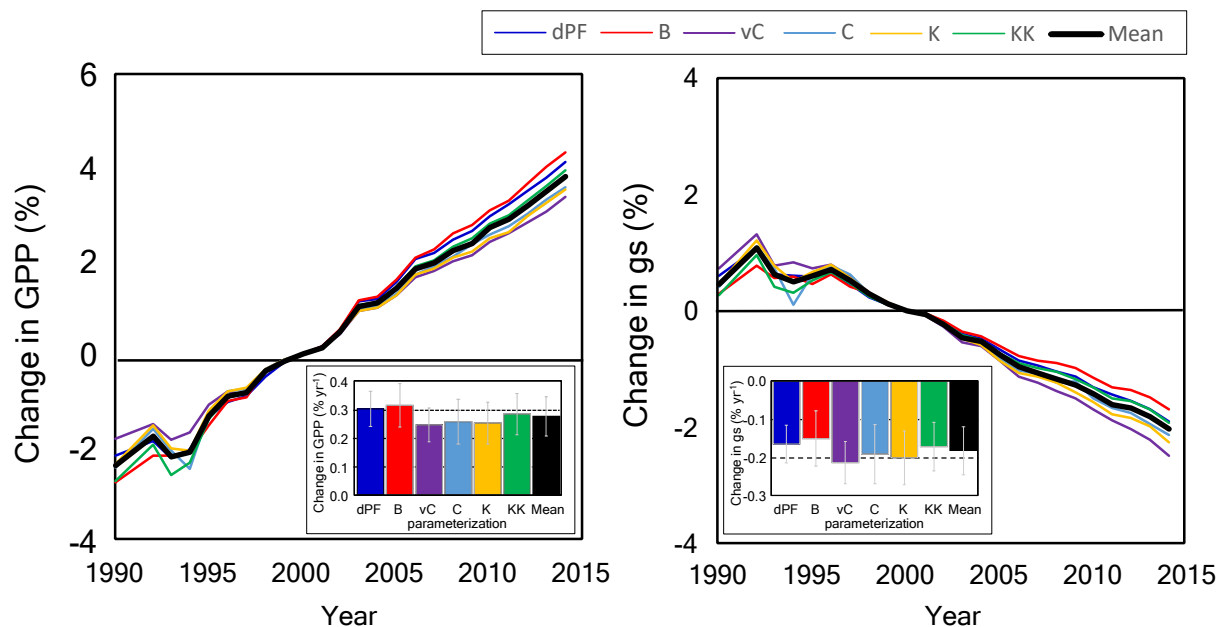 dPF B vC C K KK Mean
Change in GPP (%)
6
4
2
0
-2
-4
1990 1995 2000 2005 2010 2015
Year
Change in GPP (% yr⁻¹)
0.4
0.3
0.2
0.1
0.0
dPF B vC C K KK Mean
parameterization
Change in gs (%)
4
2
0
-2
-4
1990 1995 2000 2005 2010 2015
Year
Change in gs (% yr⁻¹)
0.0
-0.1
-0.2
-0.3
dPF B vC C K KK Mean
parameterization